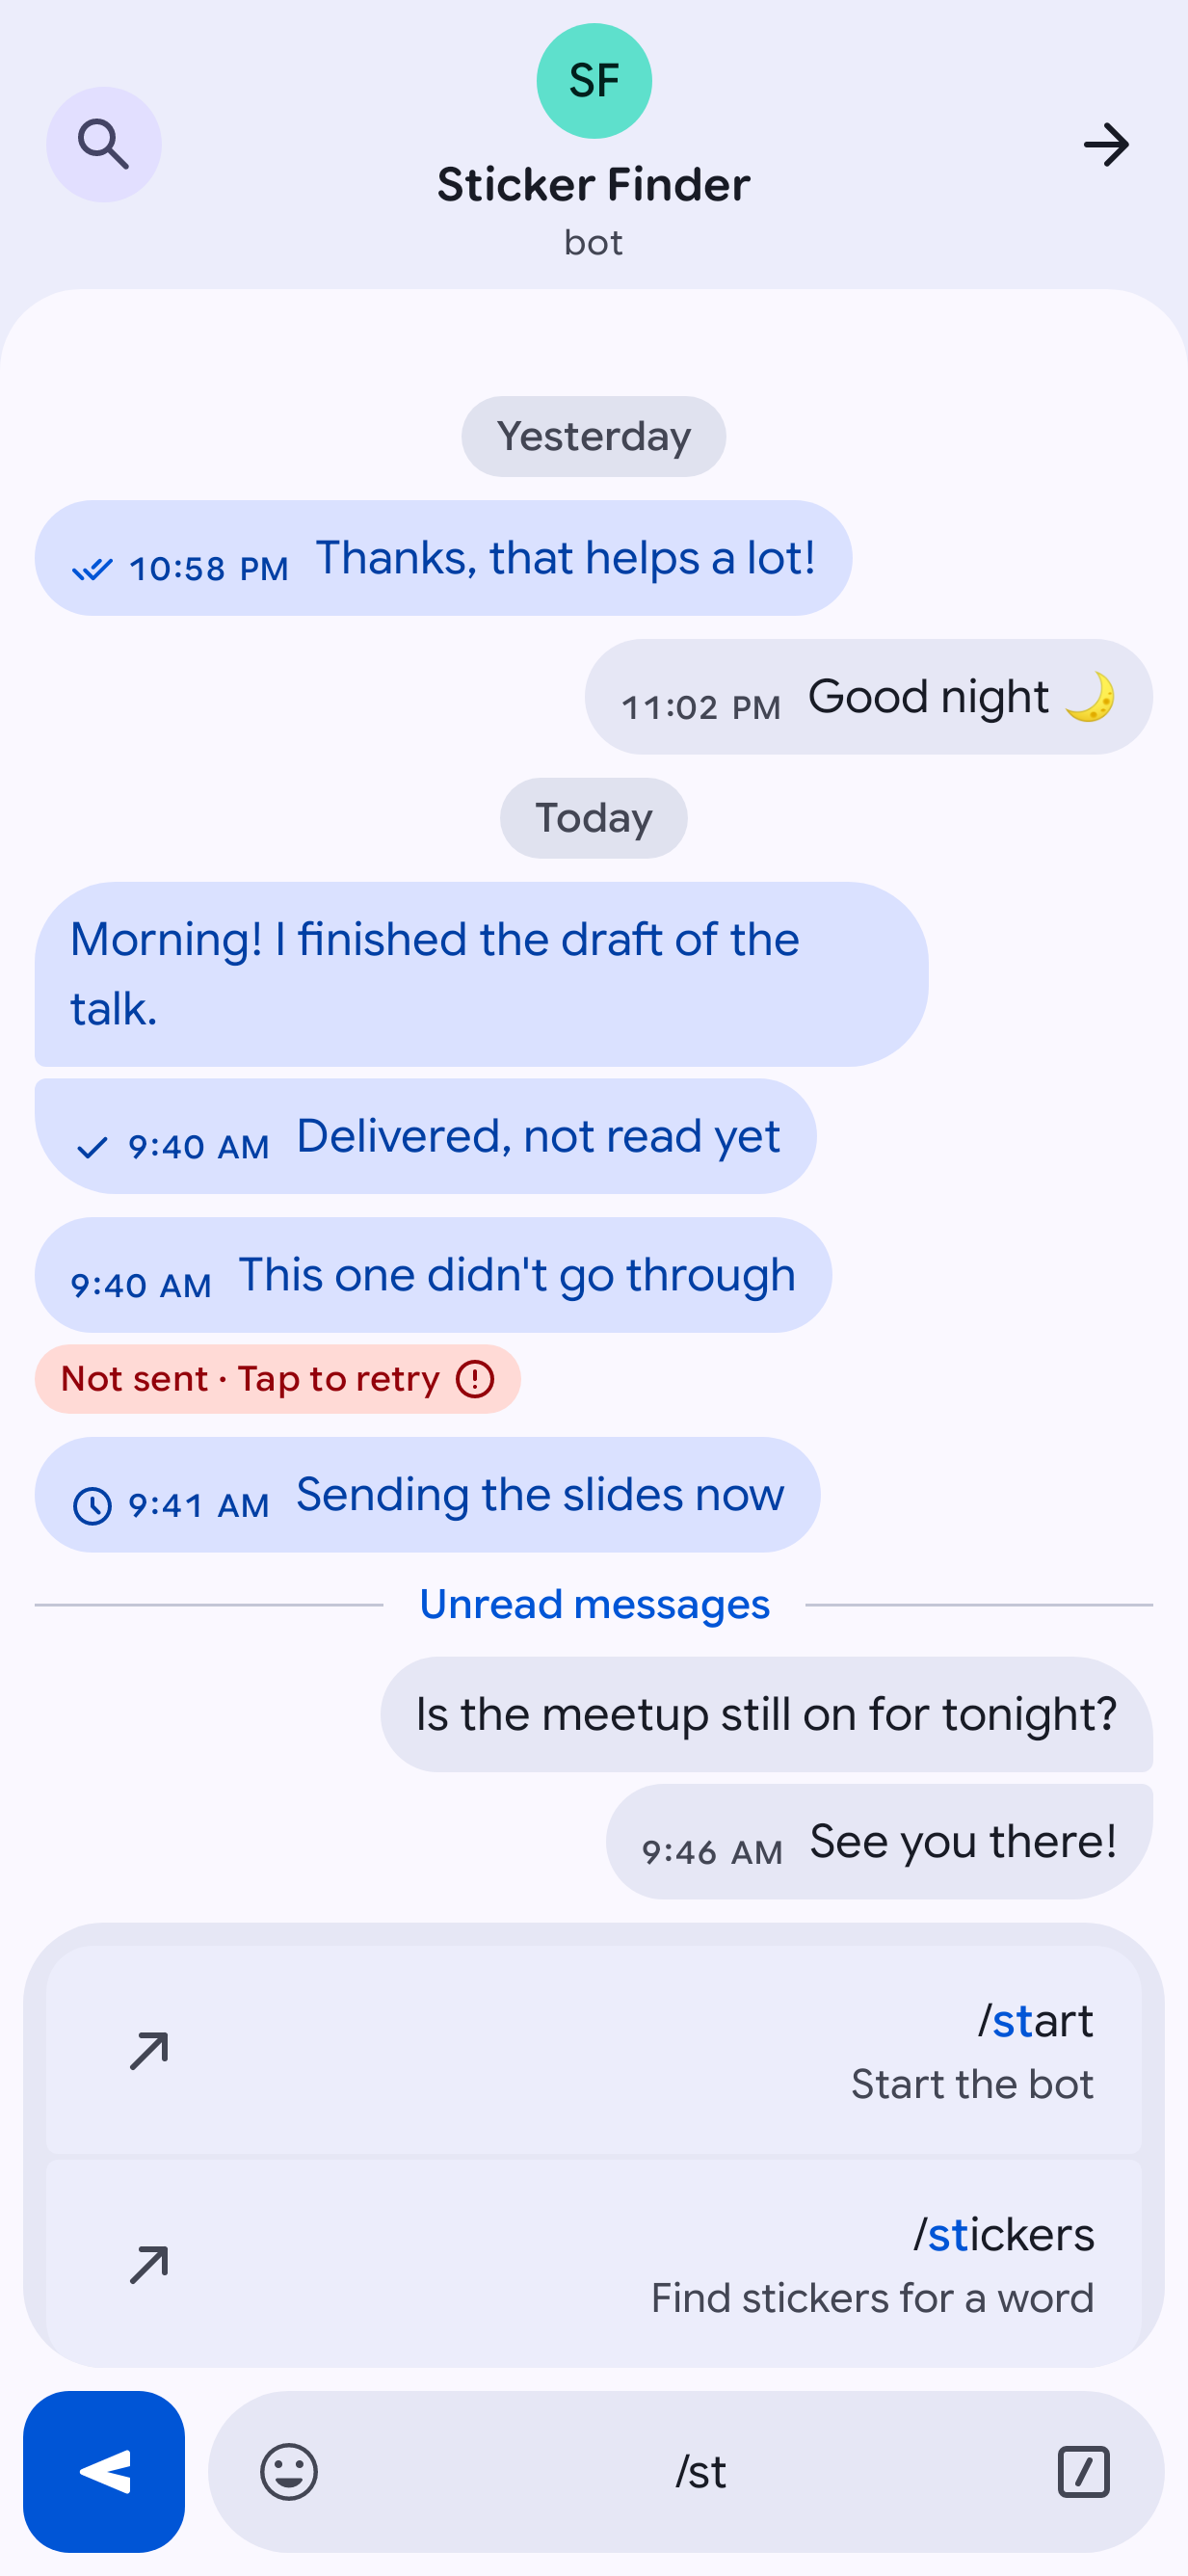 SF
Sticker Finder
bot
Yesterday
10:58 PM Thanks, that helps a lot!
11:02 PM Good night 🌙
Today
Morning! I finished the draft of the
talk.
9:40 AM Delivered, not read yet
9:40 AM This one didn't go through
Not sent · Tap to retry
9:41 AM Sending the slides now
Unread messages
Is the meetup still on for tonight?
9:46 AM See you there!
/start
Start the bot
/stickers
Find stickers for a word
/st